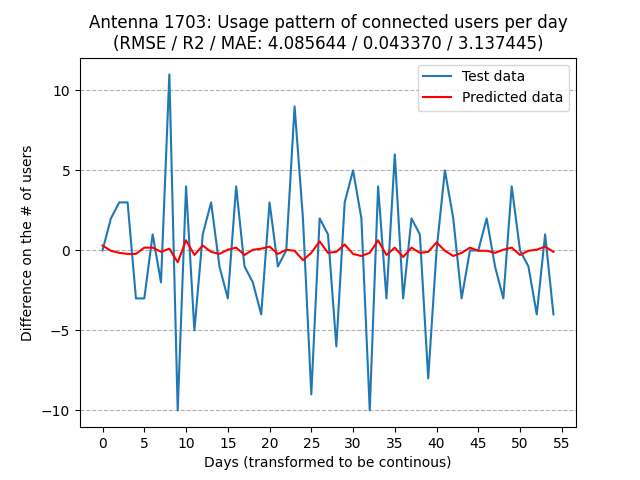 Antenna 1703: Usage pattern of connected users per day
(RMSE / R2 / MAE: 4.085644 / 0.043370 / 3.137445)
Test data
Predicted data
Difference on the # of users
10
5
0
−5
−10
0 5 10 15 20 25 30 35 40 45 50 55
Days (transformed to be continous)